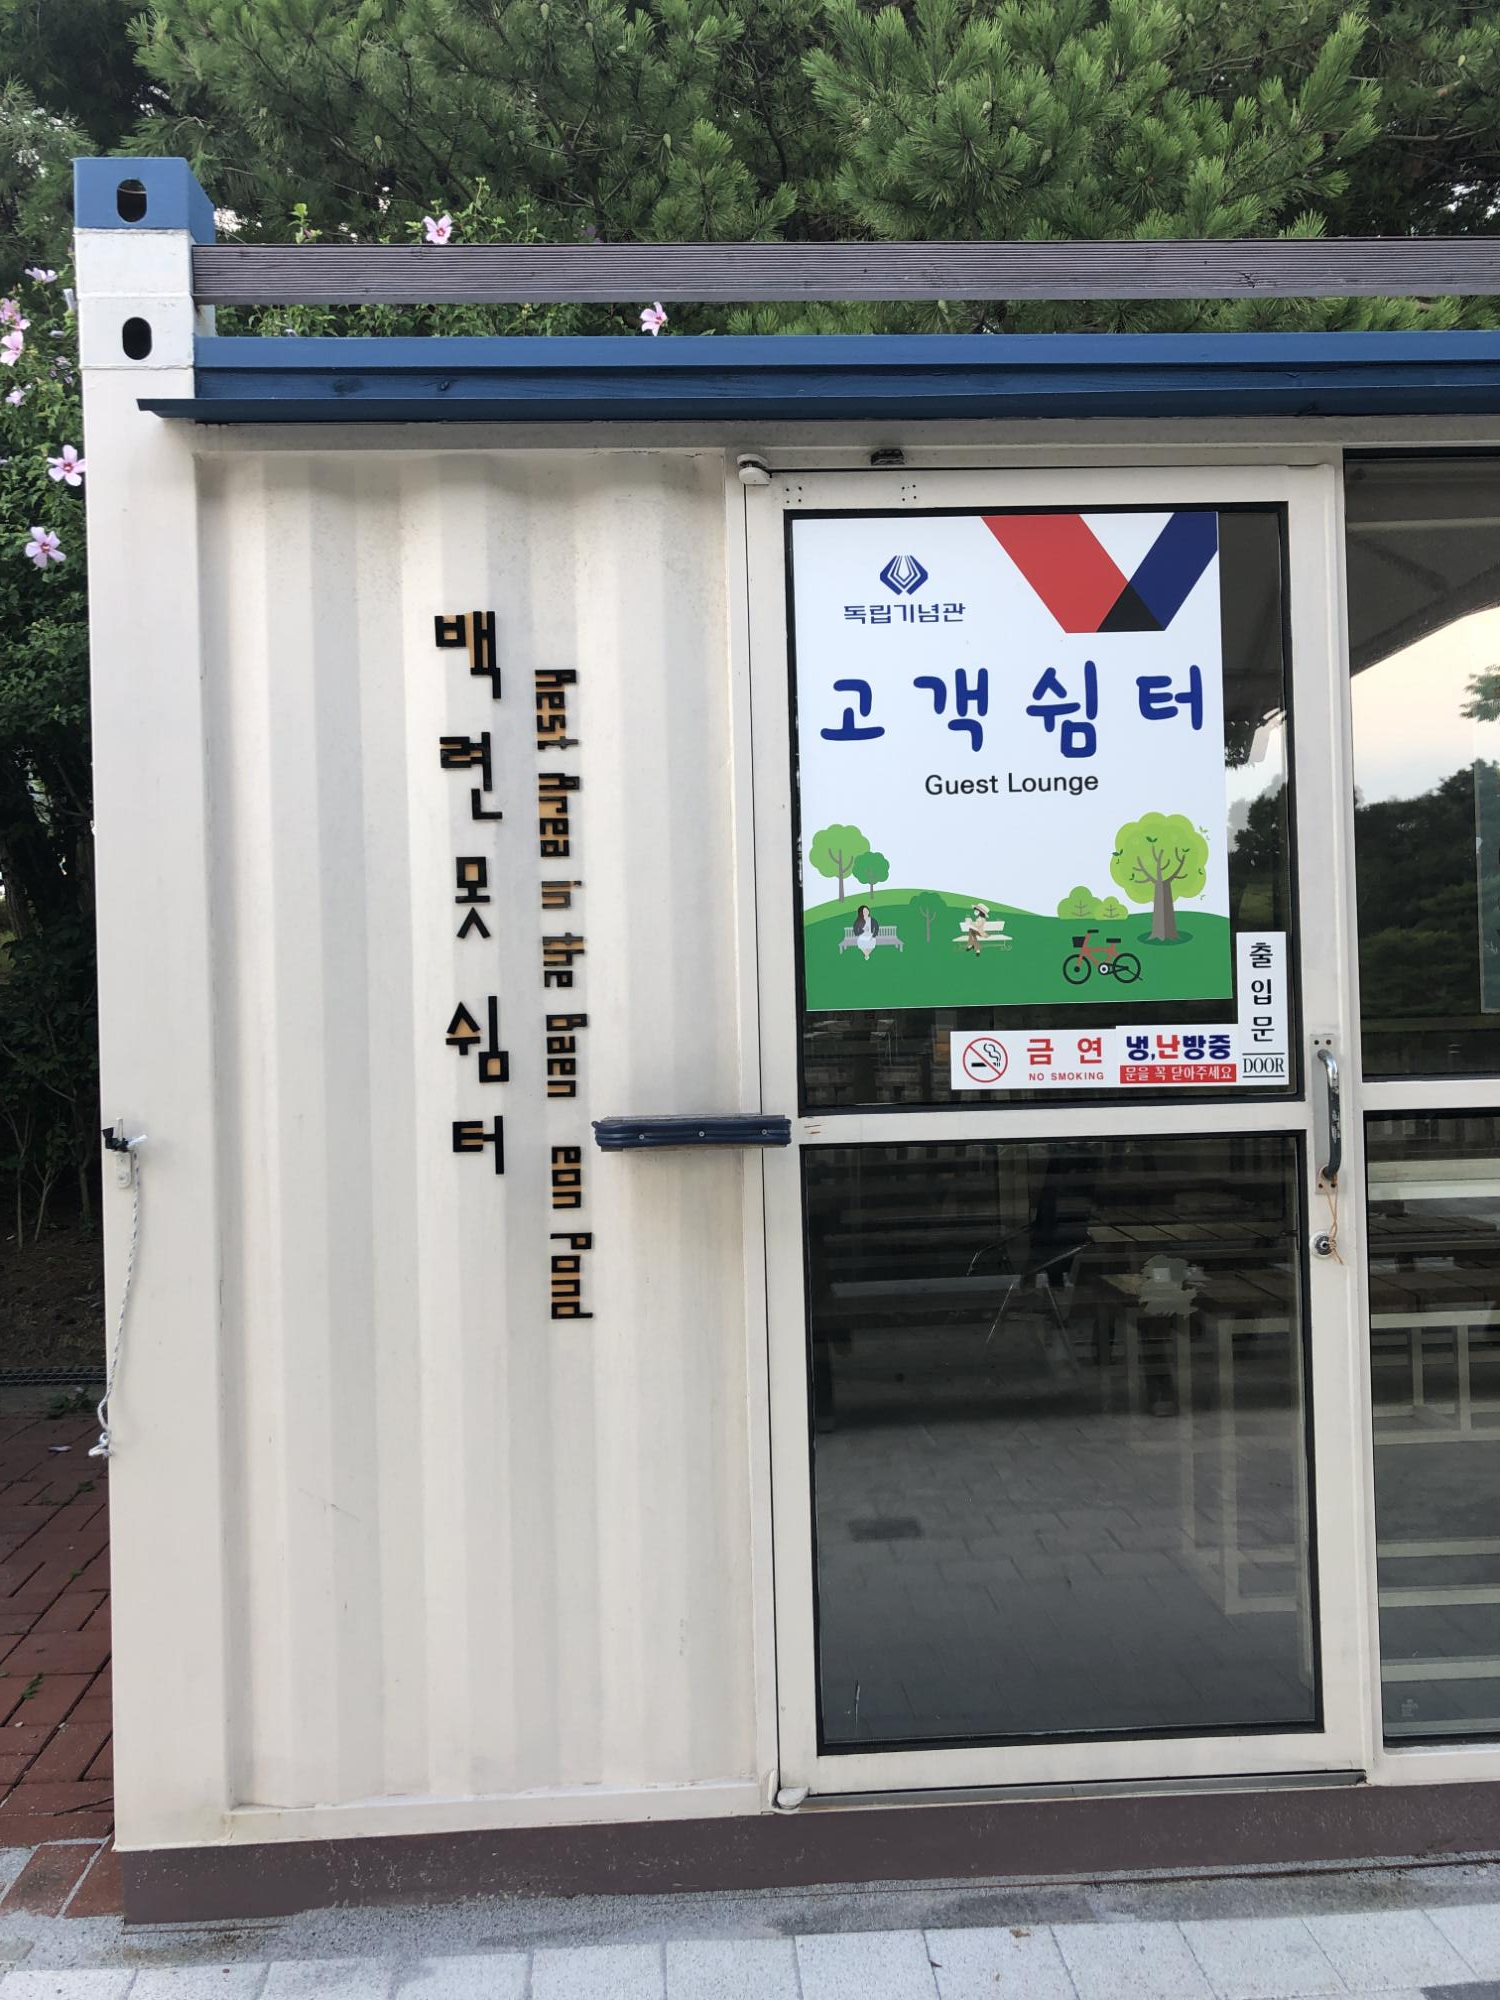 백련못쉼터
Rest Area in the Baen eon Pond
독립기념관
고객쉼터
Guest Lounge
출입문
DOOR
금연
NO SMOKING
냉,난방중
문을 꼭 닫아주세요